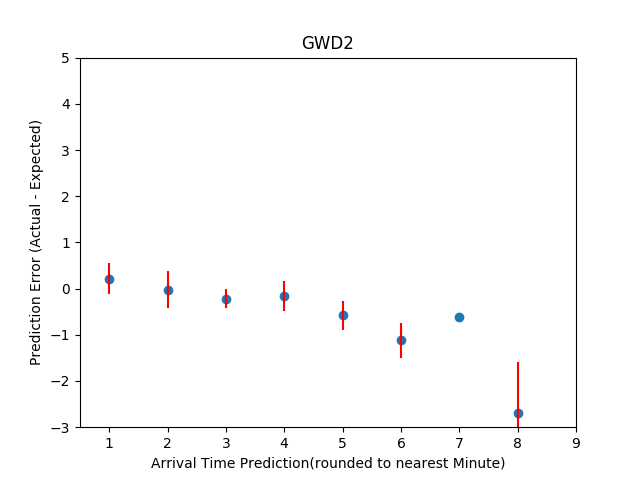 GWD2
Prediction Error (Actual - Expected)
5
4
3
2
1
0
−1
−2
−3
1 2 3 4 5 6 7 8 9
Arrival Time Prediction(rounded to nearest Minute)